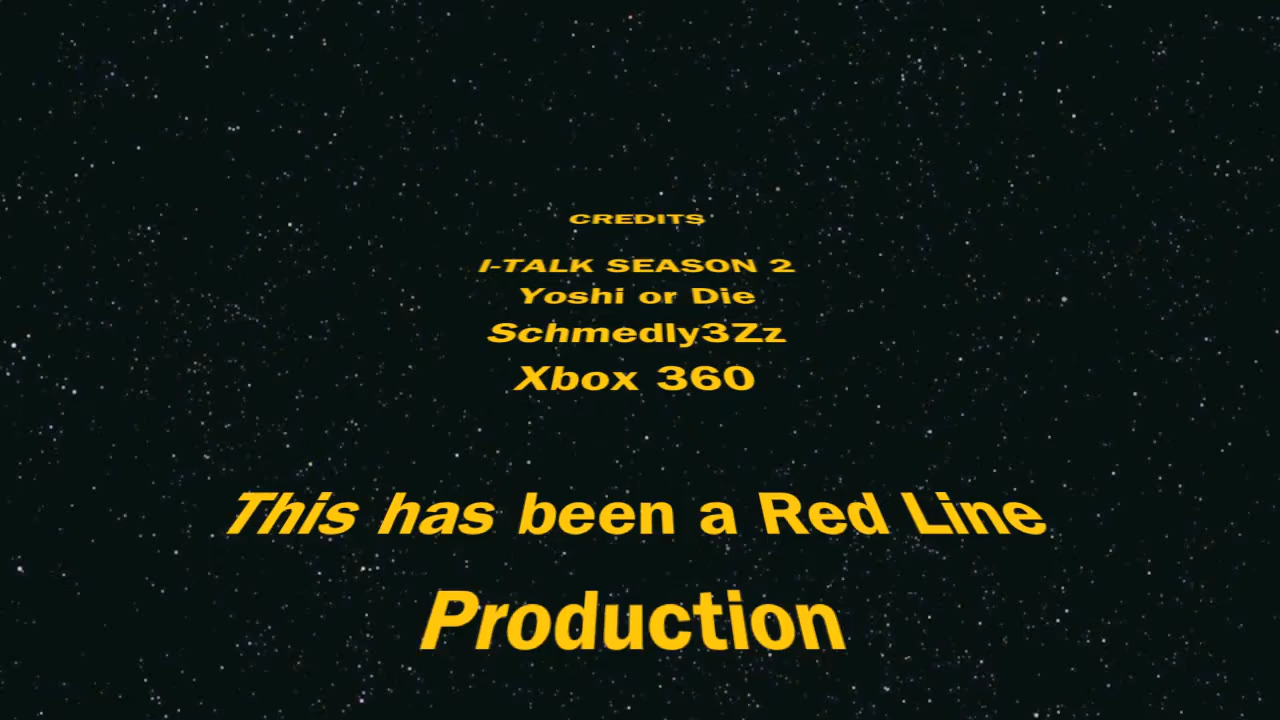 CREDITS
I-TALK SEASON 2
Yoshi or Die
Schmedly3Zz
Xbox 360
This has been a Red Line
Production